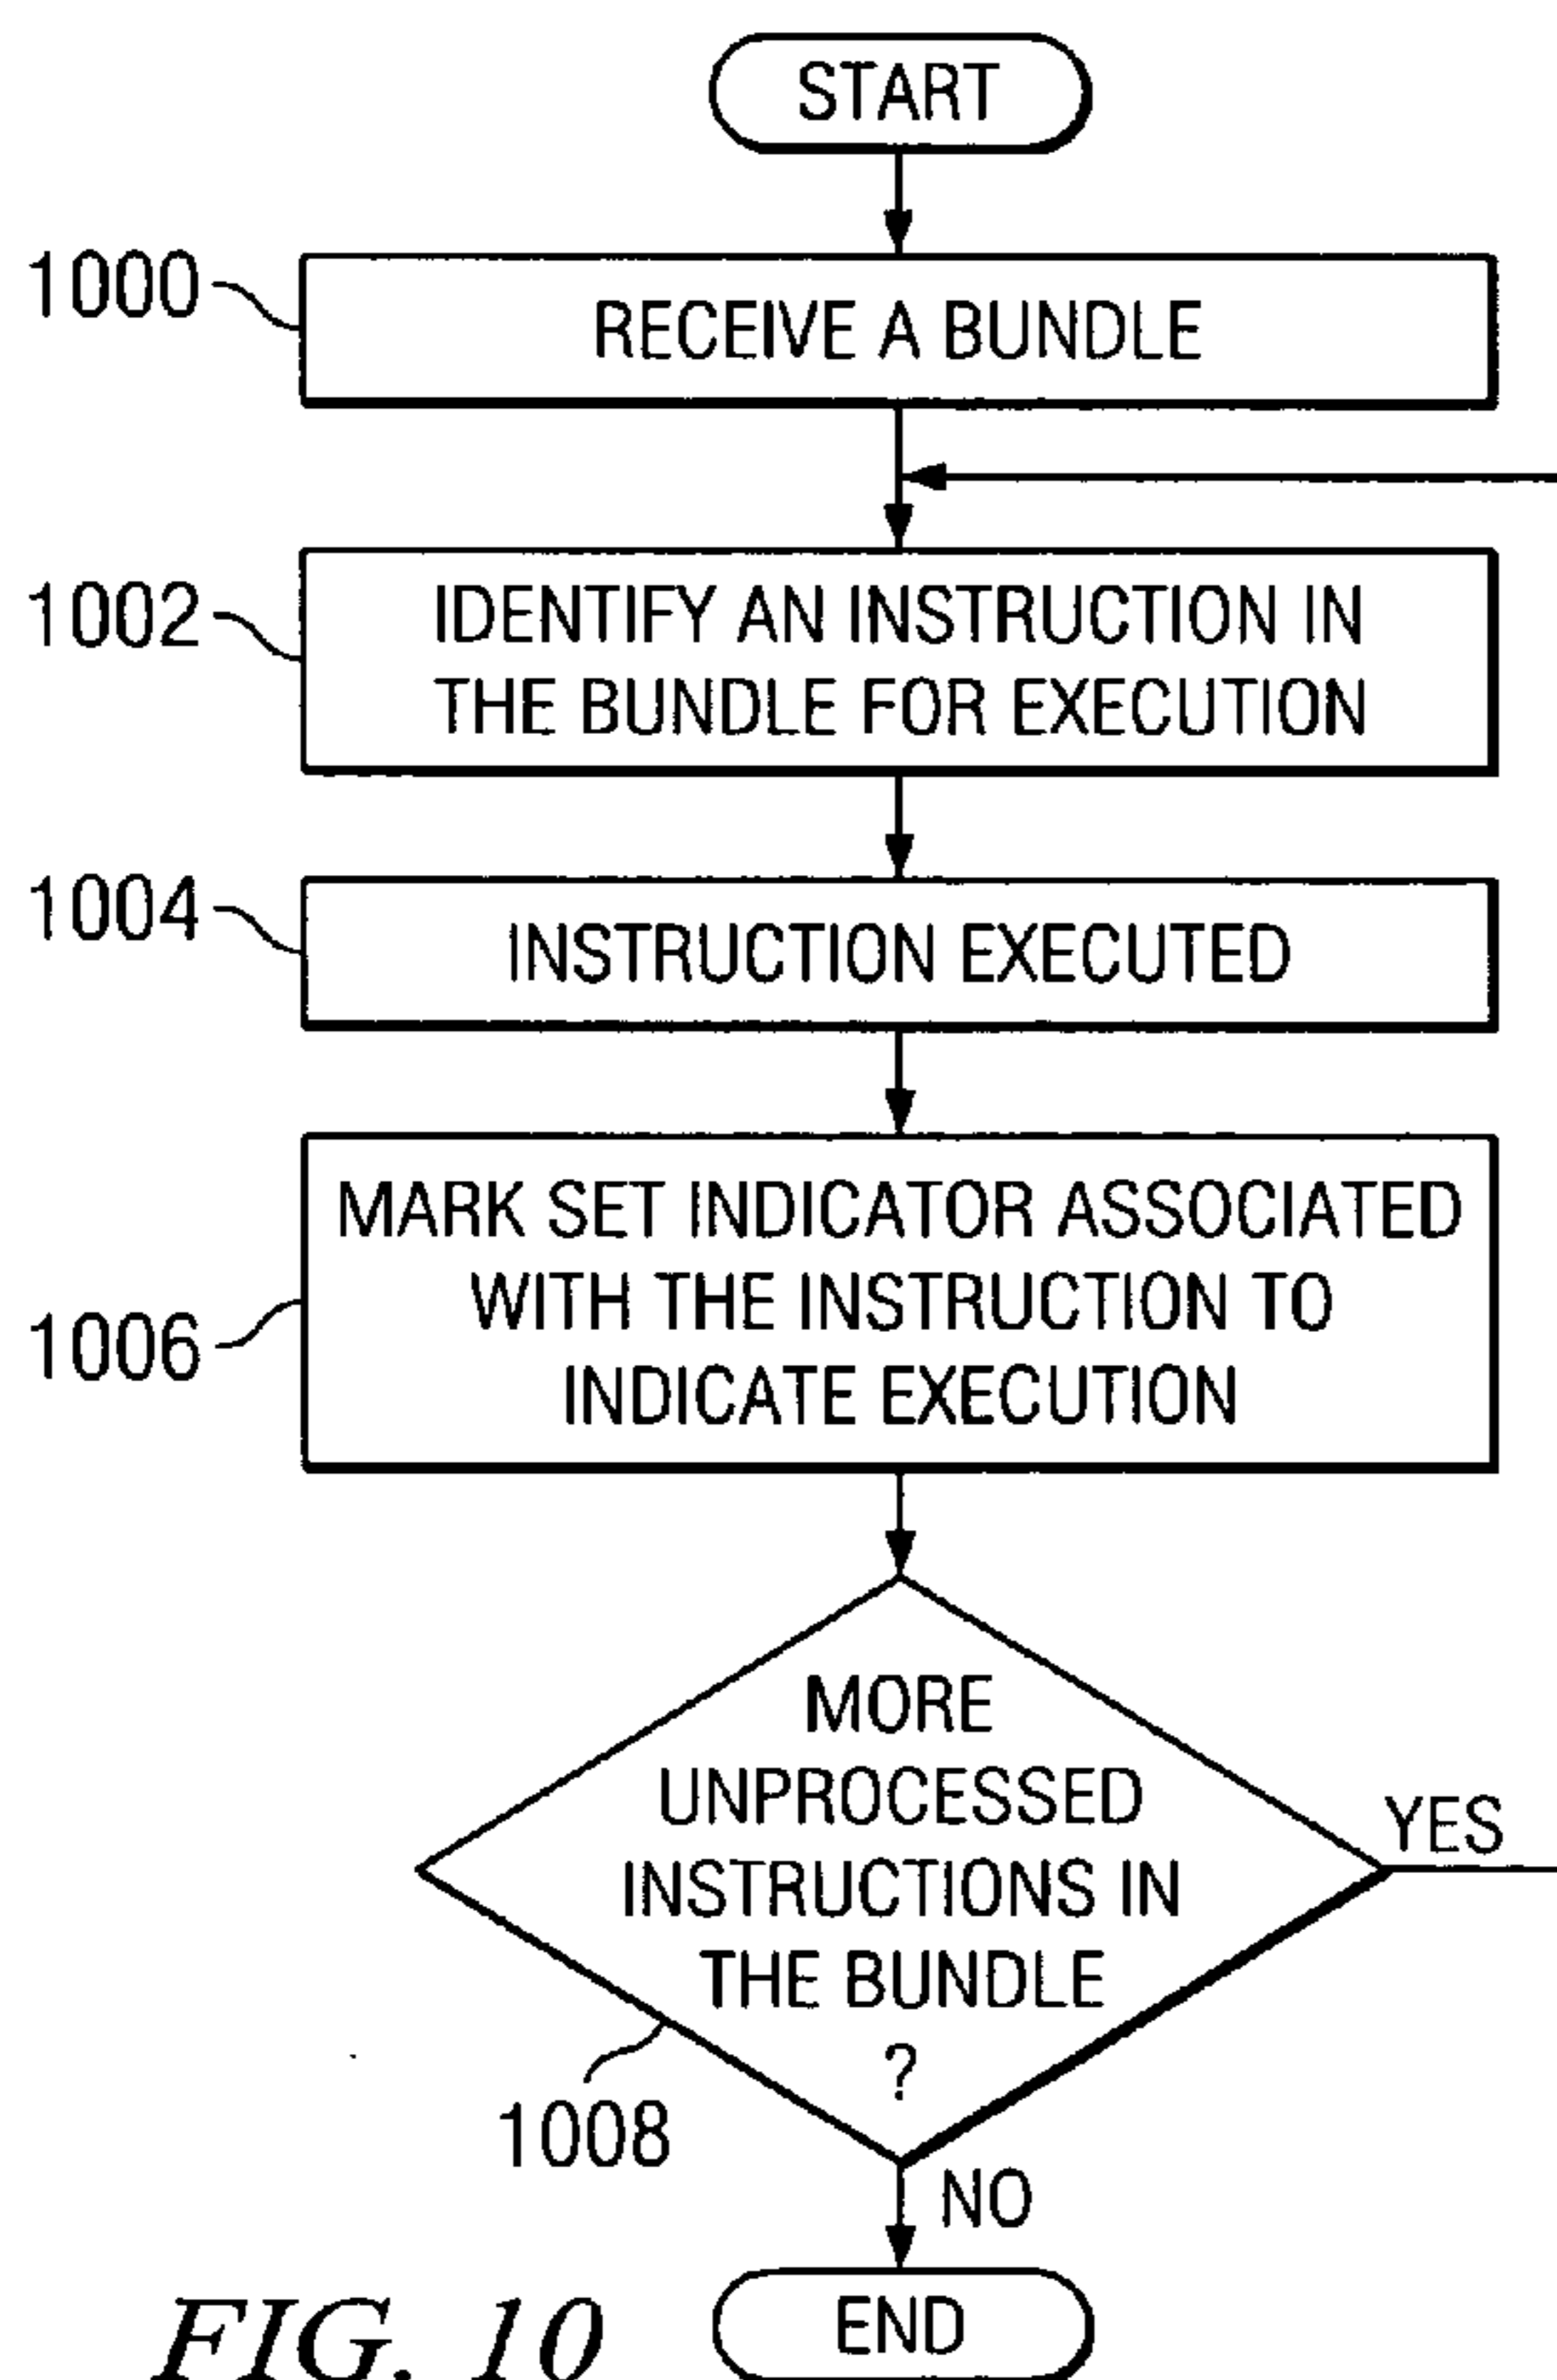 START
1000
RECEIVE A BUNDLE
1002
IDENTIFY AN INSTRUCTION IN
THE BUNDLE FOR EXECUTION
1004
INSTRUCTION EXECUTED
MARK SET INDICATOR ASSOCIATED
WITH THE INSTRUCTION TO
INDICATE EXECUTION
1006
MORE
UNPROCESSED
INSTRUCTIONS IN
THE BUNDLE
?
YES
1008
NO
END
FIG. 10